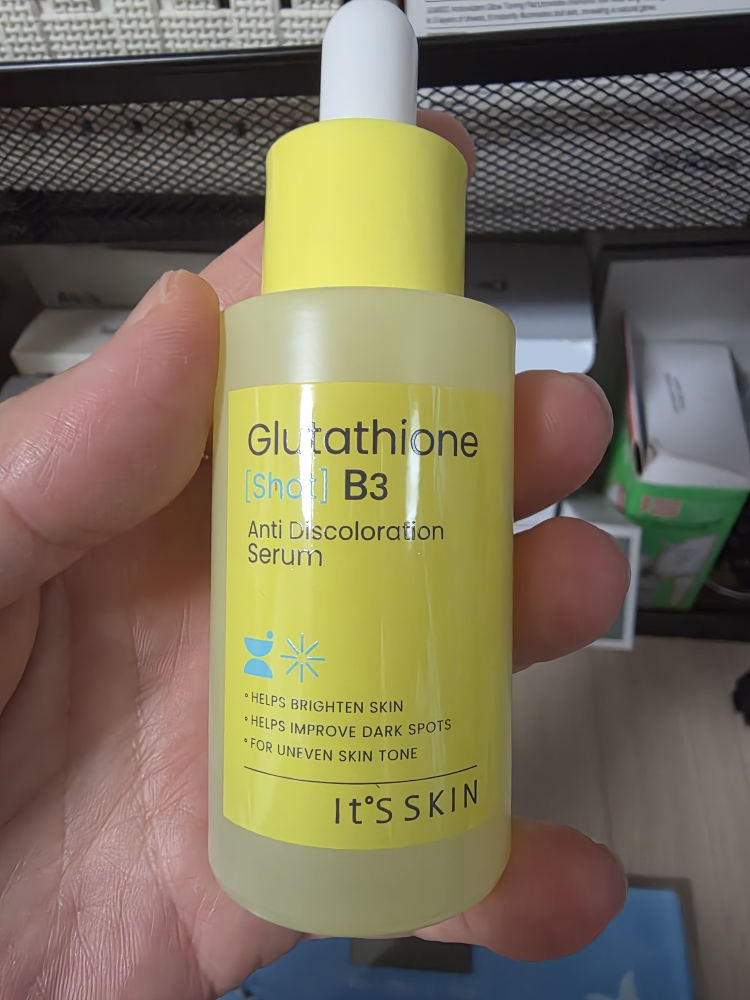 Glutathione
[Shot] B3
Anti Discoloration
Serum
° HELPS BRIGHTEN SKIN
° HELPS IMPROVE DARK SPOTS
° FOR UNEVEN SKIN TONE
It°S SKIN